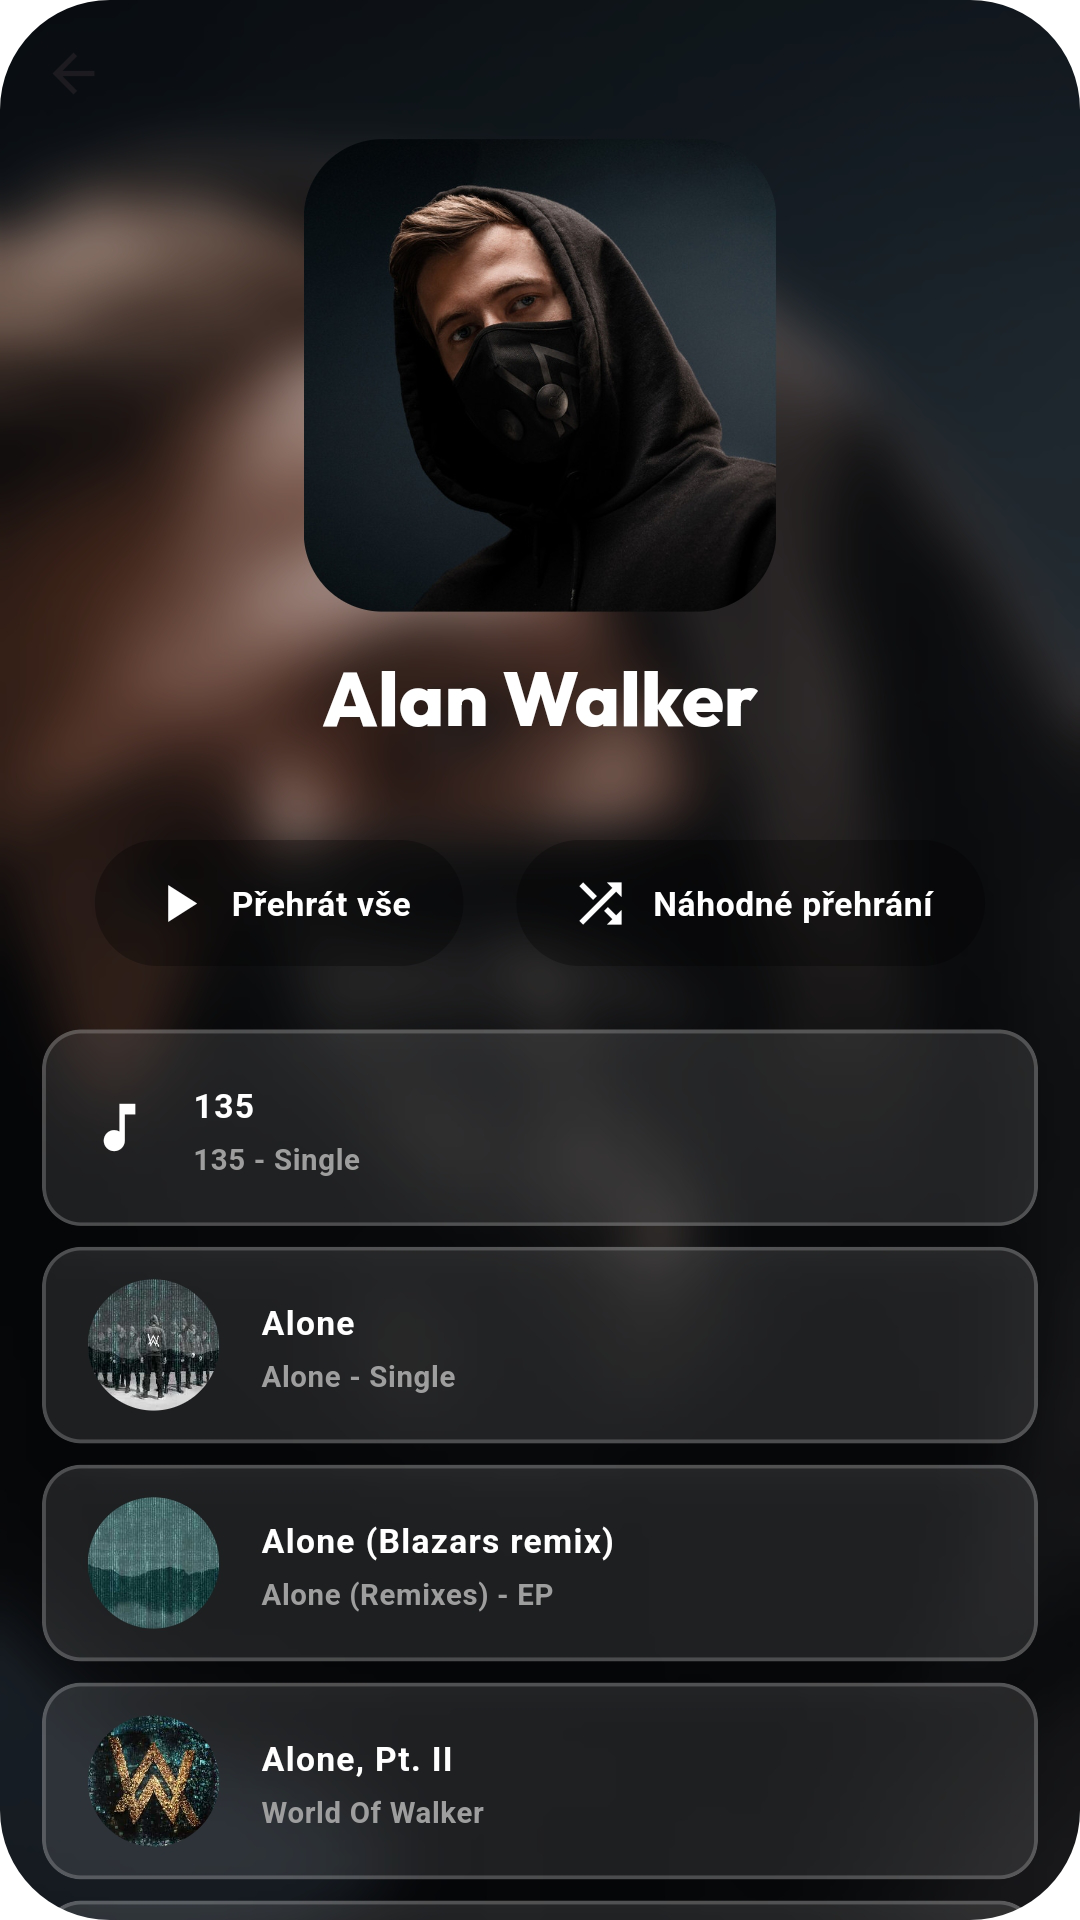 Alan Walker
Přehrát vše
Náhodné přehrání
135
135 - Single
Alone
Alone - Single
Alone (Blazars remix)
Alone (Remixes) - EP
Alone, Pt. II
World Of Walker